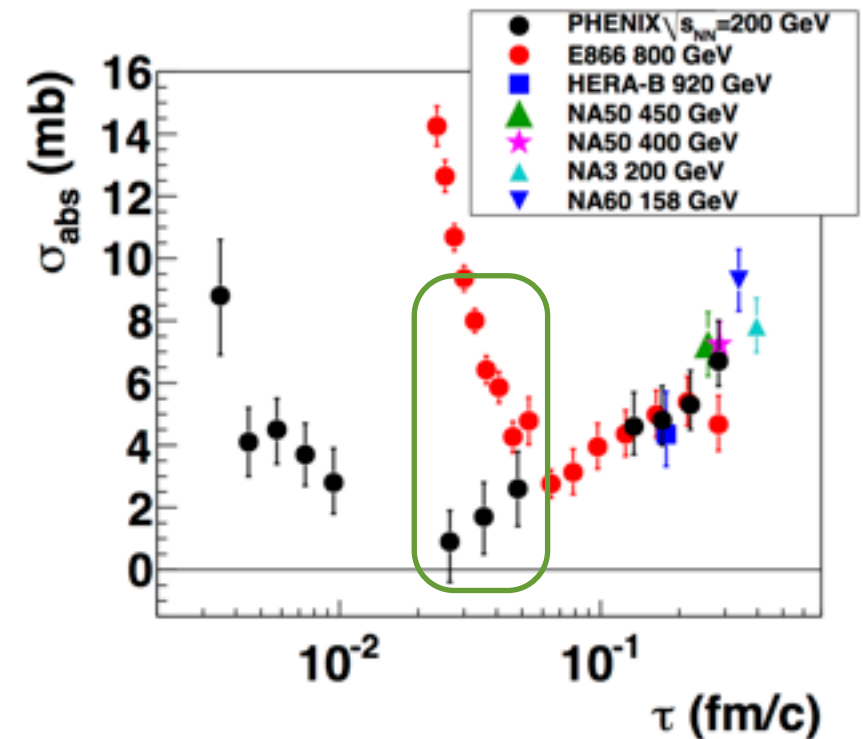 PHENIX √s_NN=200 GeV
E866 800 GeV
HERA-B 920 GeV
NA50 450 GeV
NA50 400 GeV
NA3 200 GeV
NA60 158 GeV
σ_abs (mb)
16
14
12
10
8
6
4
2
0
10^-2
10^-1
τ (fm/c)